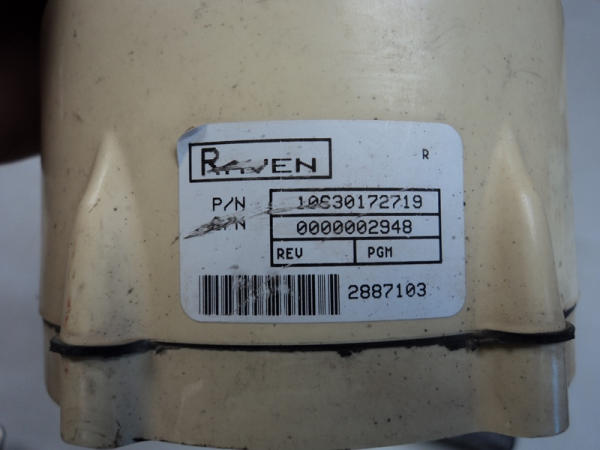 RAVEN
R
P/N 10630172719
S/N 0000002948
REV PGM
2887103